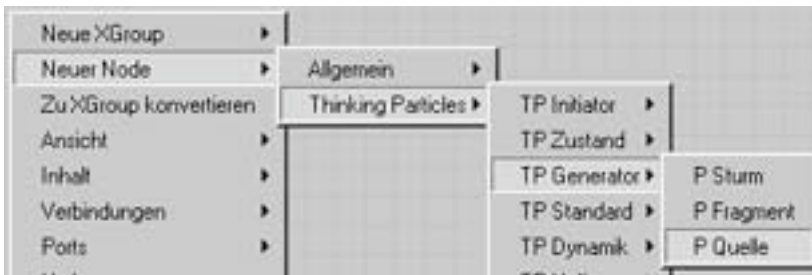 Neue XGroup
Neuer Node
Zu XGroup konvertieren
Ansicht
Inhalt
Verbindungen
Ports
Allgemein
Thinking Particles
TP Initiator
TP Zustand
TP Generator
TP Standard
TP Dynamik
P Sturm
P Fragment
P Quelle